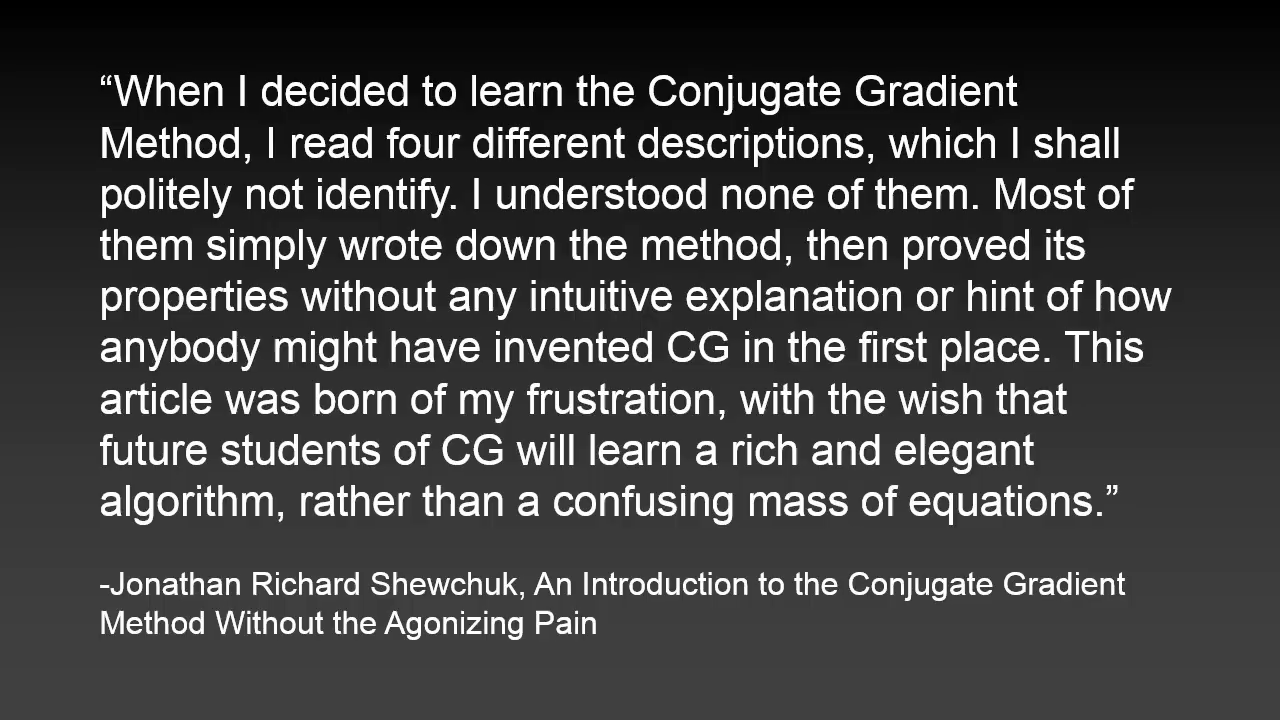 “When I decided to learn the Conjugate Gradient
Method, I read four different descriptions, which I shall
politely not identify. I understood none of them. Most of
them simply wrote down the method, then proved its
properties without any intuitive explanation or hint of how
anybody might have invented CG in the first place. This
article was born of my frustration, with the wish that
future students of CG will learn a rich and elegant
algorithm, rather than a confusing mass of equations.”
-Jonathan Richard Shewchuk, An Introduction to the Conjugate Gradient
Method Without the Agonizing Pain